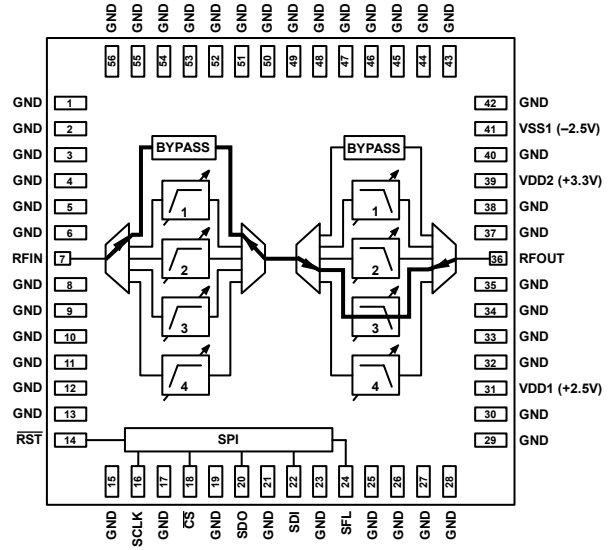 GND GND GND GND GND GND GND GND GND GND GND GND GND GND
56 55 54 53 52 51 50 49 48 47 46 45 44 43
GND 1
GND 2
GND 3
GND 4
GND 5
GND 6
RFIN 7
GND 8
GND 9
GND 10
GND 11
GND 12
GND 13
RST 14
BYPASS
1
2
3
4
BYPASS
1
2
3
4
SPI
42 GND
41 VSS1 (–2.5V)
40 GND
39 VDD2 (+3.3V)
38 GND
37 GND
36 RFOUT
35 GND
34 GND
33 GND
32 GND
31 VDD1 (+2.5V)
30 GND
29 GND
15 16 17 18 19 20 21 22 23 24 25 26 27 28
GND SCLK GND CS GND SDO GND SDI GND SFL GND GND GND GND